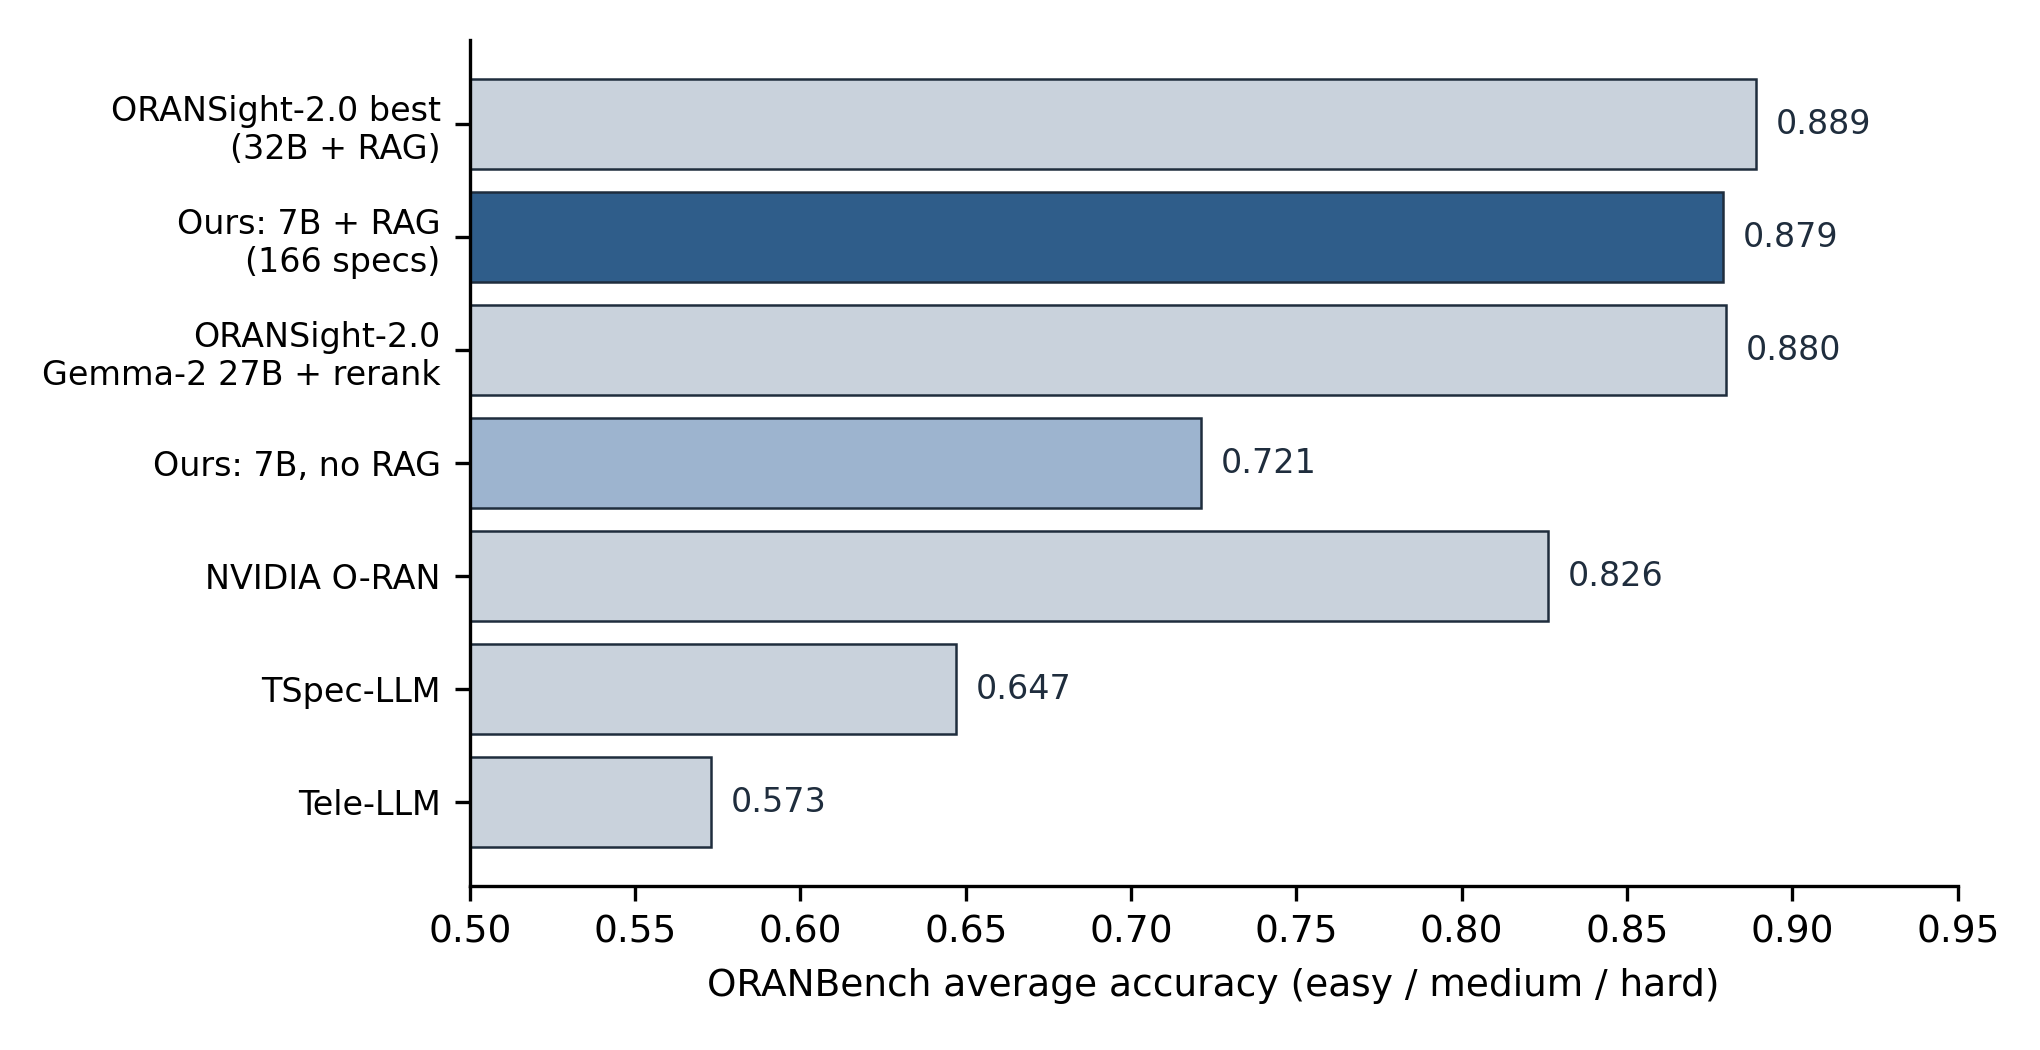 ORANSight-2.0 best
(32B + RAG)
0.889
Ours: 7B + RAG
(166 specs)
0.879
ORANSight-2.0
Gemma-2 27B + rerank
0.880
Ours: 7B, no RAG
0.721
NVIDIA O-RAN
0.826
TSpec-LLM
0.647
Tele-LLM
0.573
0.50 0.55 0.60 0.65 0.70 0.75 0.80 0.85 0.90 0.95
ORANBench average accuracy (easy / medium / hard)